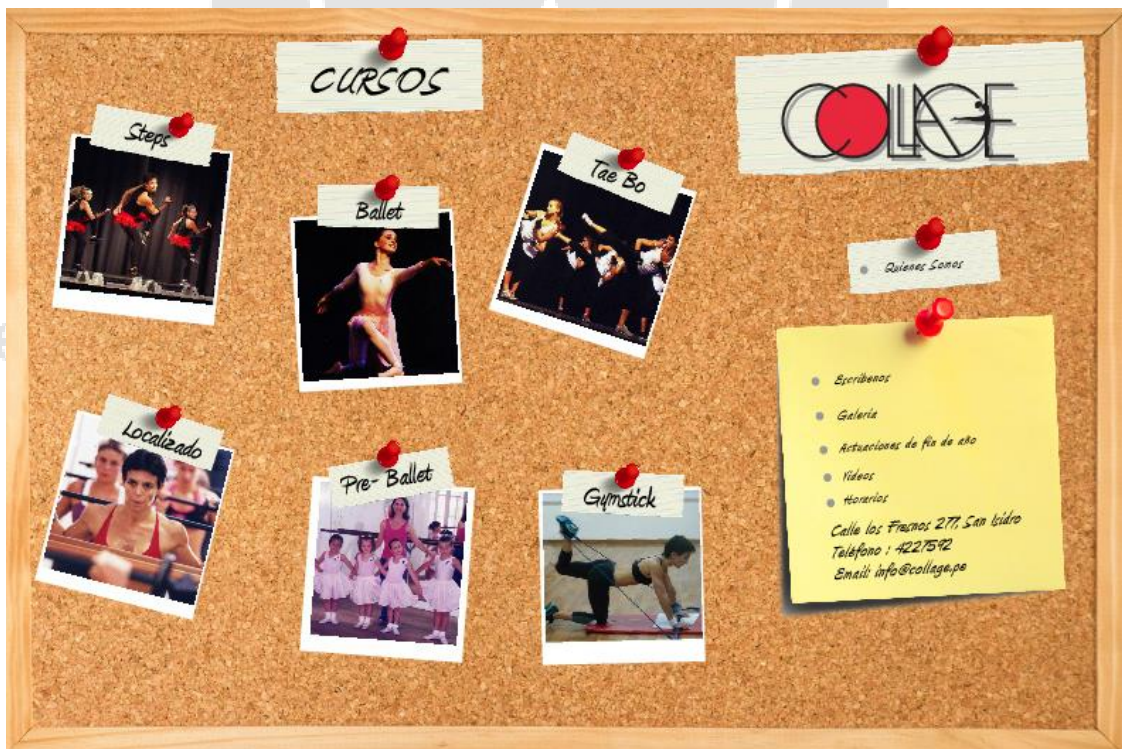 CURSOS
COLLAGE
Steps
Ballet
Tae Bo
Quienes Somos
Localizado
Pre- Ballet
Gymstick
Escríbenos
Galería
Actuaciones de fin de año
Videos
Horarios
Calle los Fresnos 277, San Isidro
Teléfono : 4227592
Email: info@collage.pe